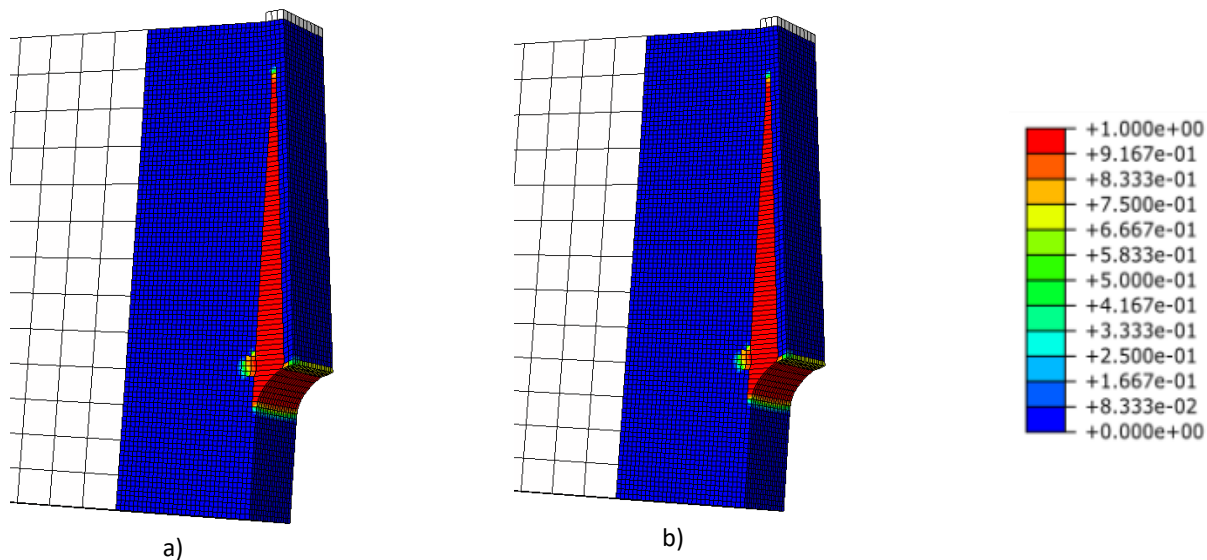 +1.000e+00
+9.167e-01
+8.333e-01
+7.500e-01
+6.667e-01
+5.833e-01
+5.000e-01
+4.167e-01
+3.333e-01
+2.500e-01
+1.667e-01
+8.333e-02
+0.000e+00
a)
b)